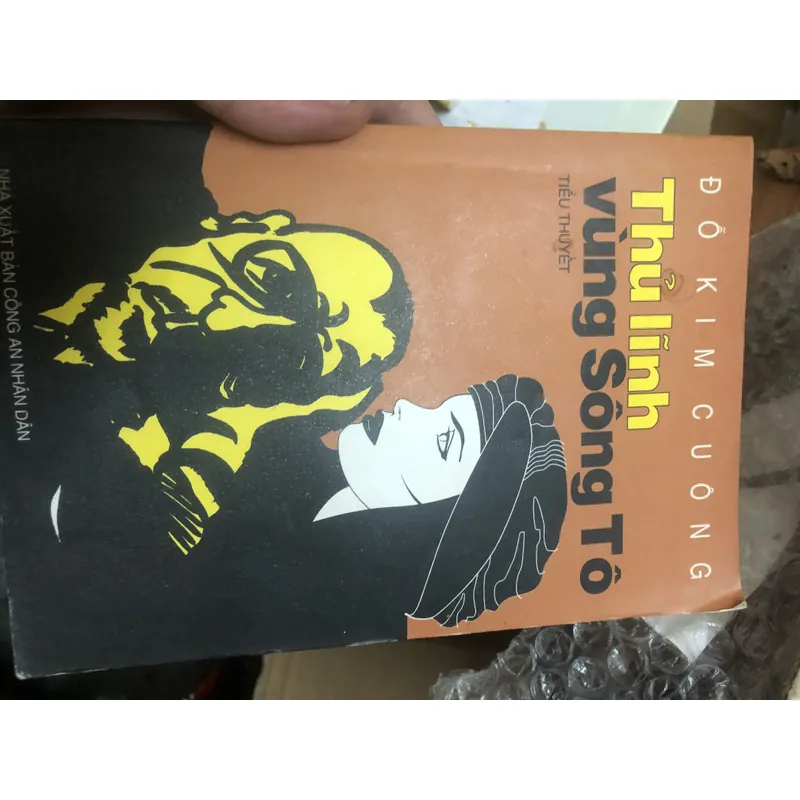 ĐỖ KIM CUÔNG
Thủ lĩnh
vùng Sông Tô
TIỂU THUYẾT
NHÀ XUẤT BẢN CÔNG AN NHÂN DÂN